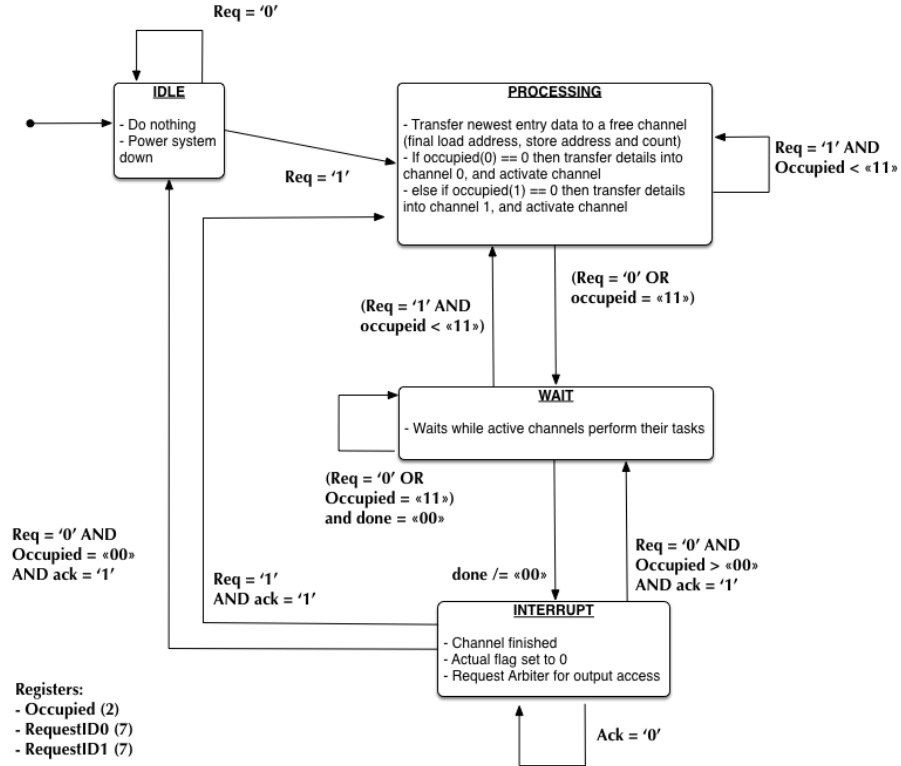 Req = ‘0’
IDLE
- Do nothing
- Power system
down
Req = ‘1’
PROCESSING
- Transfer newest entry data to a free channel
(final load address, store address and count)
- If occupied(0) == 0 then transfer details into
channel 0, and activate channel
- else if occupied(1) == 0 then transfer details
into channel 1, and activate channel
Req = ‘1’ AND
Occupied < «11»
(Req = ‘1’ AND
occupeid < «11»)
(Req = ‘0’ OR
occupeid = «11»)
WAIT
- Waits while active channels perform their tasks
(Req = ‘0’ OR
Occupied = «11»)
and done = «00»
Req = ‘0’ AND
Occupied = «00»
AND ack = ‘1’
Req = ‘1’
AND ack = ‘1’
done /= «00»
Req = ‘0’ AND
Occupied > «00»
AND ack = ‘1’
INTERRUPT
- Channel finished
- Actual flag set to 0
- Request Arbiter for output access
Ack = ‘0’
Registers:
- Occupied (2)
- RequestID0 (7)
- RequestID1 (7)